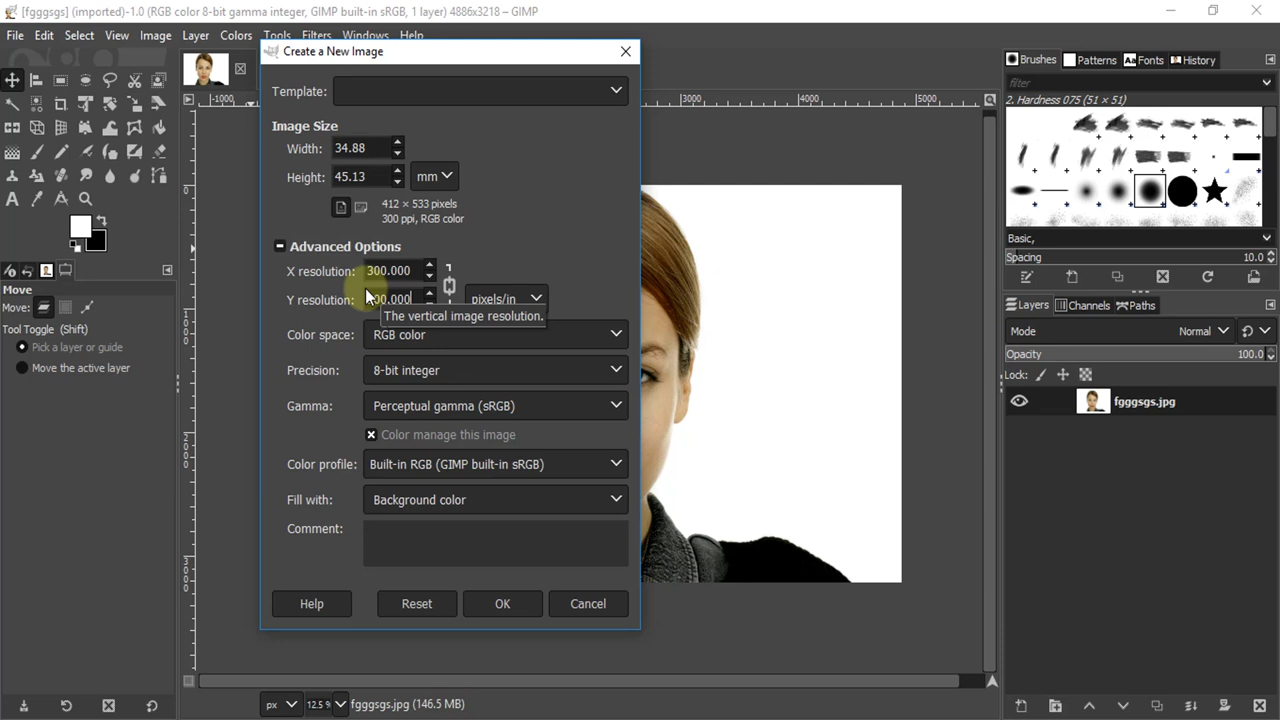 [fgggsgs] (imported)-1.0 (RGB color 8-bit gamma integer, GIMP built-in sRGB, 1 layer) 4886x3218 – GIMP
File Edit Select View Image Layer Colors Tools Filters Windows Help
Create a New Image
Template:
Image Size
Width: 34.88
Height: 45.13 mm
412 × 533 pixels
300 ppi, RGB color
Advanced Options
X resolution: 300.000
Y resolution: pixels/in
The vertical image resolution.
Color space: RGB color
Precision: 8-bit integer
Gamma: Perceptual gamma (sRGB)
Color manage this image
Color profile: Built-in RGB (GIMP built-in sRGB)
Fill with: Background color
Comment:
Help Reset OK Cancel
Move
Move:
Tool Toggle (Shift)
Pick a layer or guide
Move the active layer
-1000 3000 4000 5000
0
1000
2000
3000
px 12.5 % fgggsgs.jpg (146.5 MB)
Brushes Patterns Fonts History
filter
2. Hardness 075 (51 × 51)
Basic,
Spacing 10.0
Layers Channels Paths
Mode Normal
Opacity 100.0
Lock:
fgggsgs.jpg